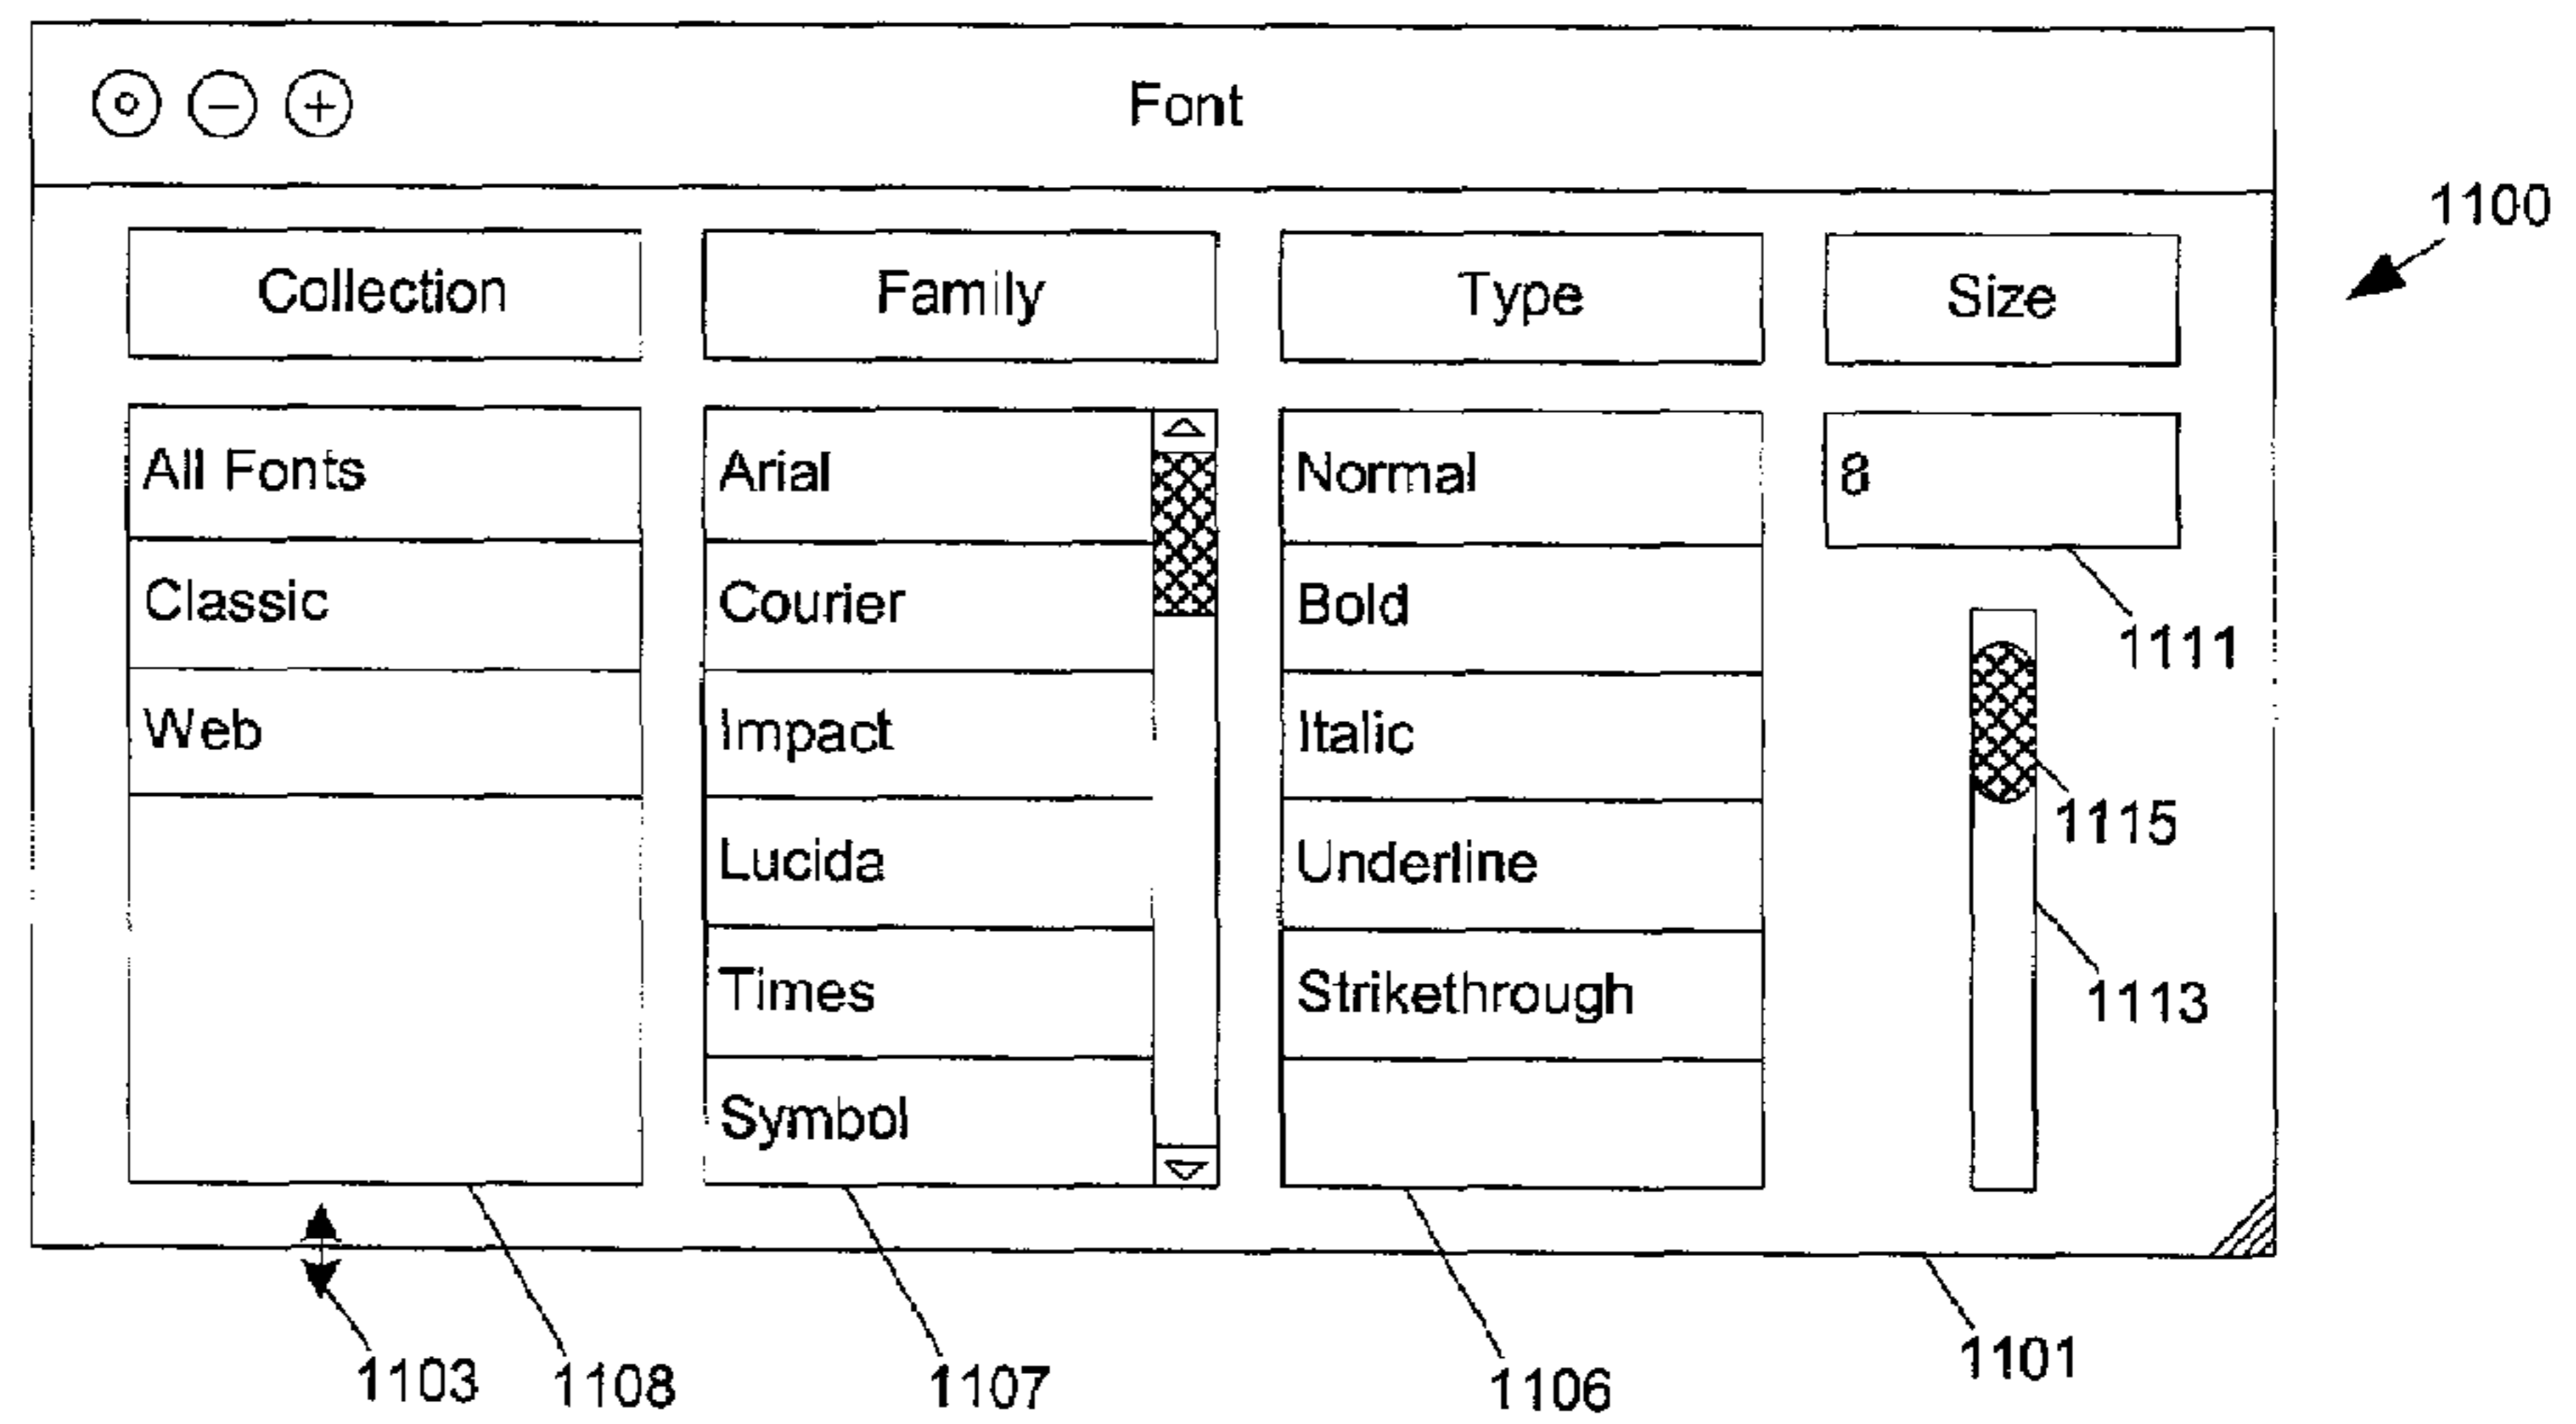 Font
1100
Collection Family Type Size
All Fonts Arial Normal 8
Classic Courier Bold
1111
Web Impact Italic
1115
Lucida Underline
Times Strikethrough
1113
Symbol
1103 1108 1107 1106 1101